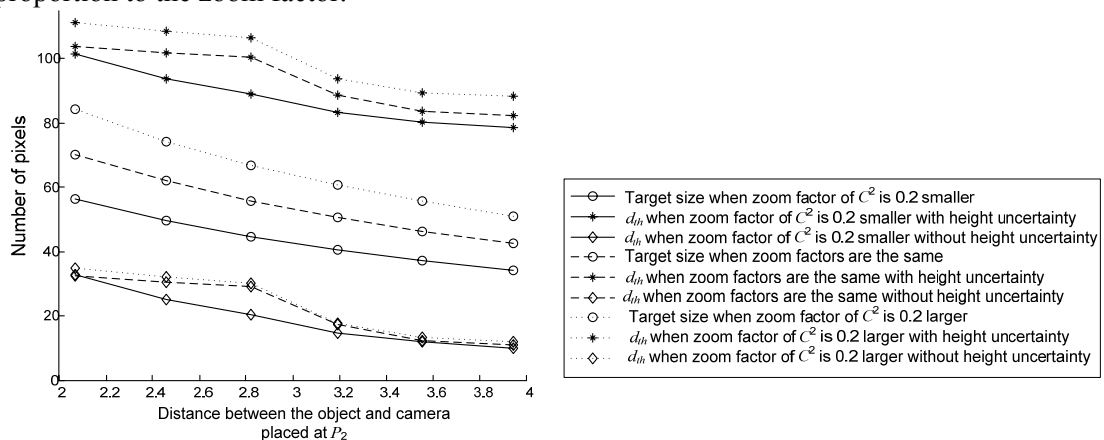 proportion to the zoom factor.
Number of pixels
100
80
60
40
20
0
2 2.2 2.4 2.6 2.8 3 3.2 3.4 3.6 3.8 4
Distance between the object and camera
placed at P2
Target size when zoom factor of C² is 0.2 smaller
dth when zoom factor of C² is 0.2 smaller with height uncertainty
dth when zoom factor of C² is 0.2 smaller without height uncertainty
Target size when zoom factors are the same
dth when zoom factors are the same with height uncertainty
dth when zoom factors are the same without height uncertainty
Target size when zoom factor of C² is 0.2 larger
dth when zoom factor of C² is 0.2 larger with height uncertainty
dth when zoom factor of C² is 0.2 larger without height uncertainty